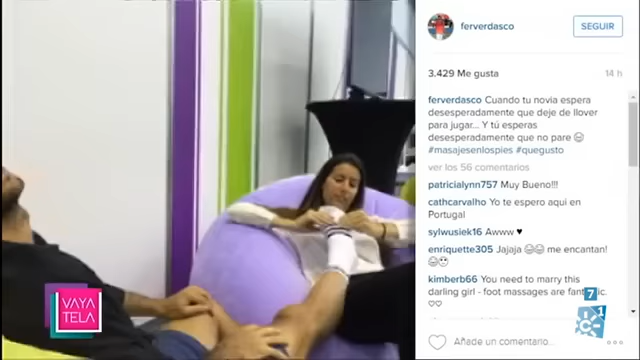 ferverdasco
SEGUIR
3.429 Me gusta
14 h
ferverdasco Cuando tu novia espera
desesperadamente que deje de llover
para jugar... Y tú esperas
desesperadamente que no pare 😄
#masajesenlospies #quegusto
ver los 56 comentarios
patricialynn757 Muy Bueno!!!
cathcarvalho Yo te espero aqui en
Portugal
sylwusiek16 Awww ♥
enriquette305 Jajaja 😄😄 me encantan!
kimberb66 You need to marry this
darling girl - foot massages are fantastic.
♡♡
Añade un comentario...
VAYA
TELA
7
1